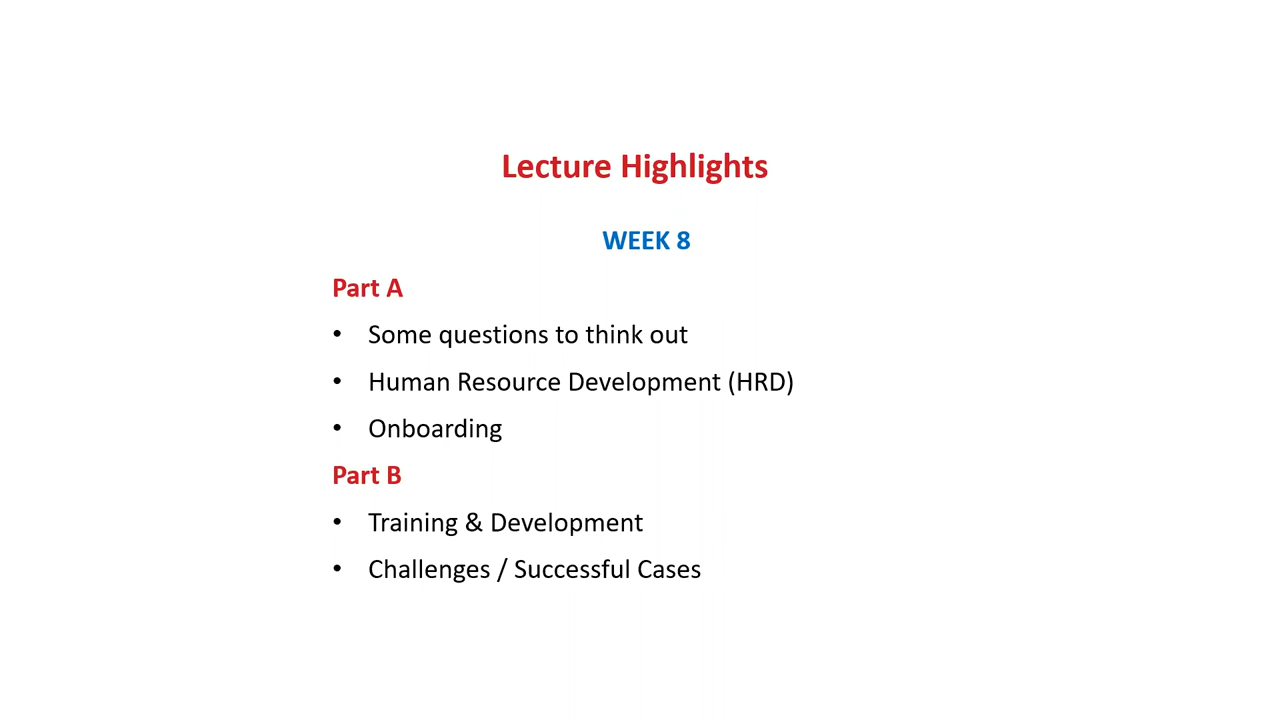 Lecture Highlights
WEEK 8
Part A
• Some questions to think out
• Human Resource Development (HRD)
• Onboarding
Part B
• Training & Development
• Challenges / Successful Cases